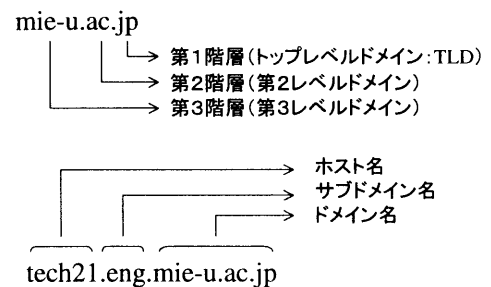 mie-u.ac.jp
第1階層(トップレベルドメイン:TLD)
第2階層(第2レベルドメイン)
第3階層(第3レベルドメイン)
ホスト名
サブドメイン名
ドメイン名
tech21.eng.mie-u.ac.jp